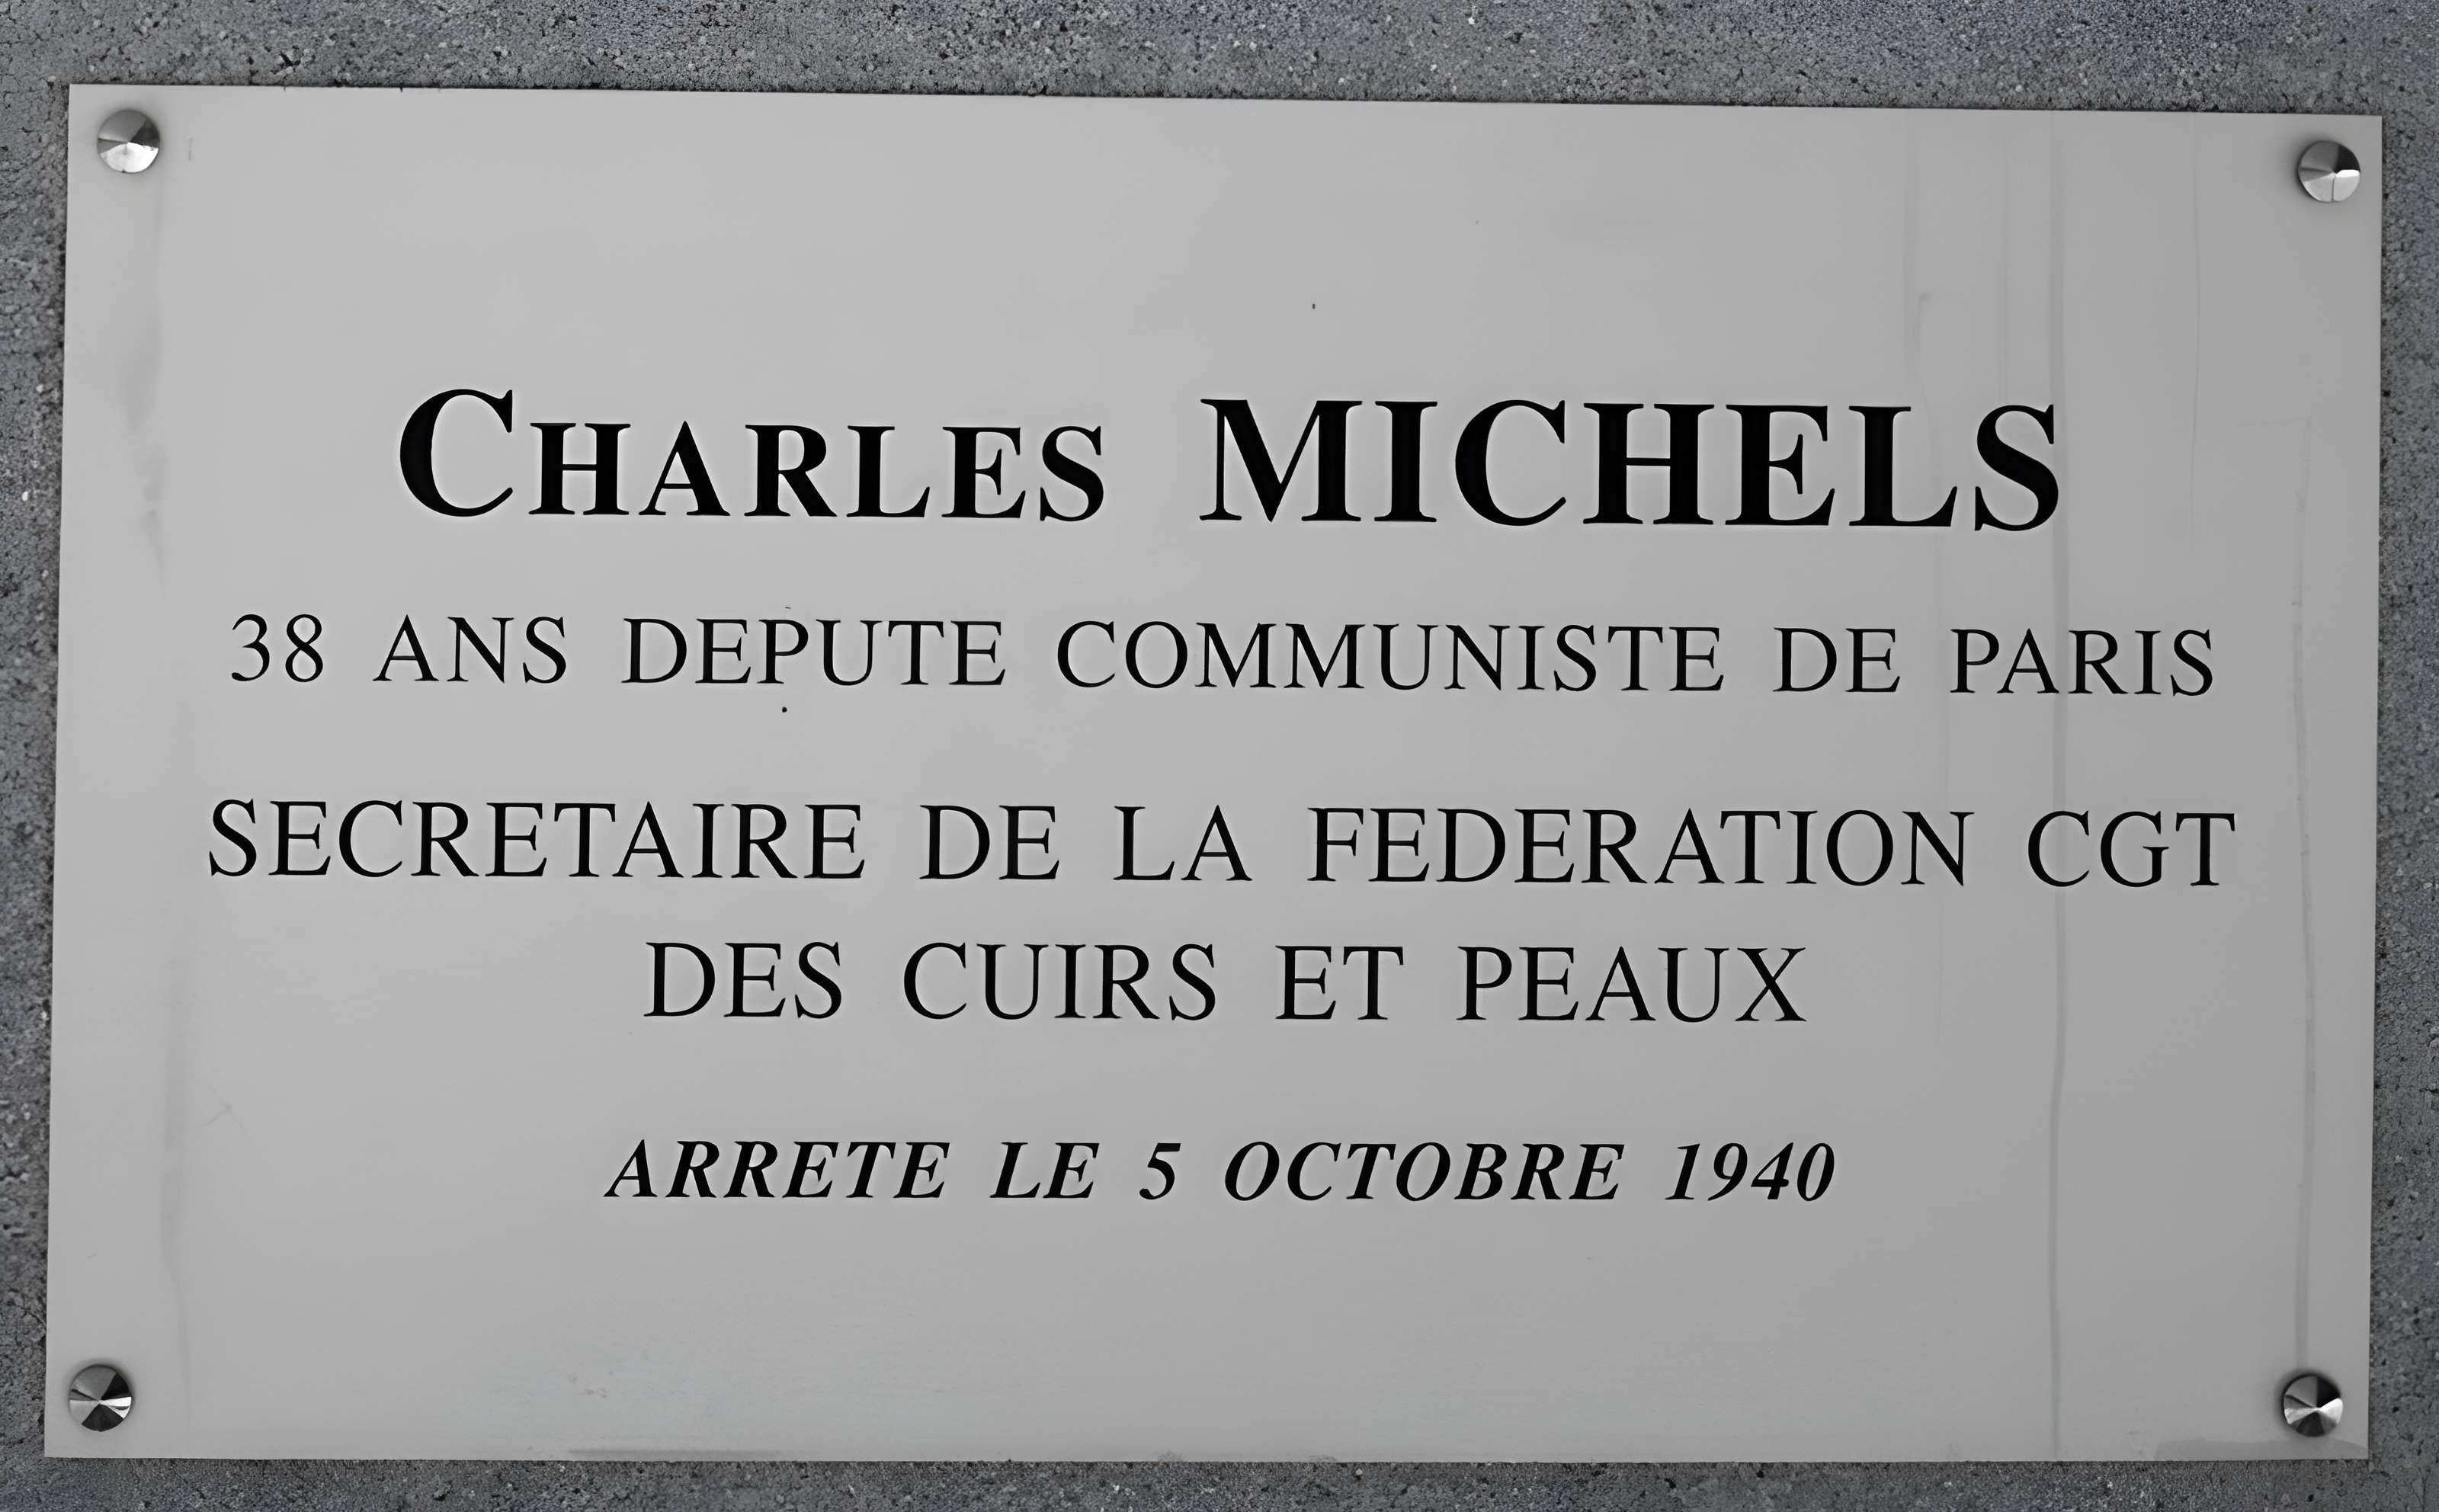 CHARLES MICHELS
38 ANS DEPUTE COMMUNISTE DE PARIS
SECRETAIRE DE LA FEDERATION CGT
DES CUIRS ET PEAUX
ARRETE LE 5 OCTOBRE 1940